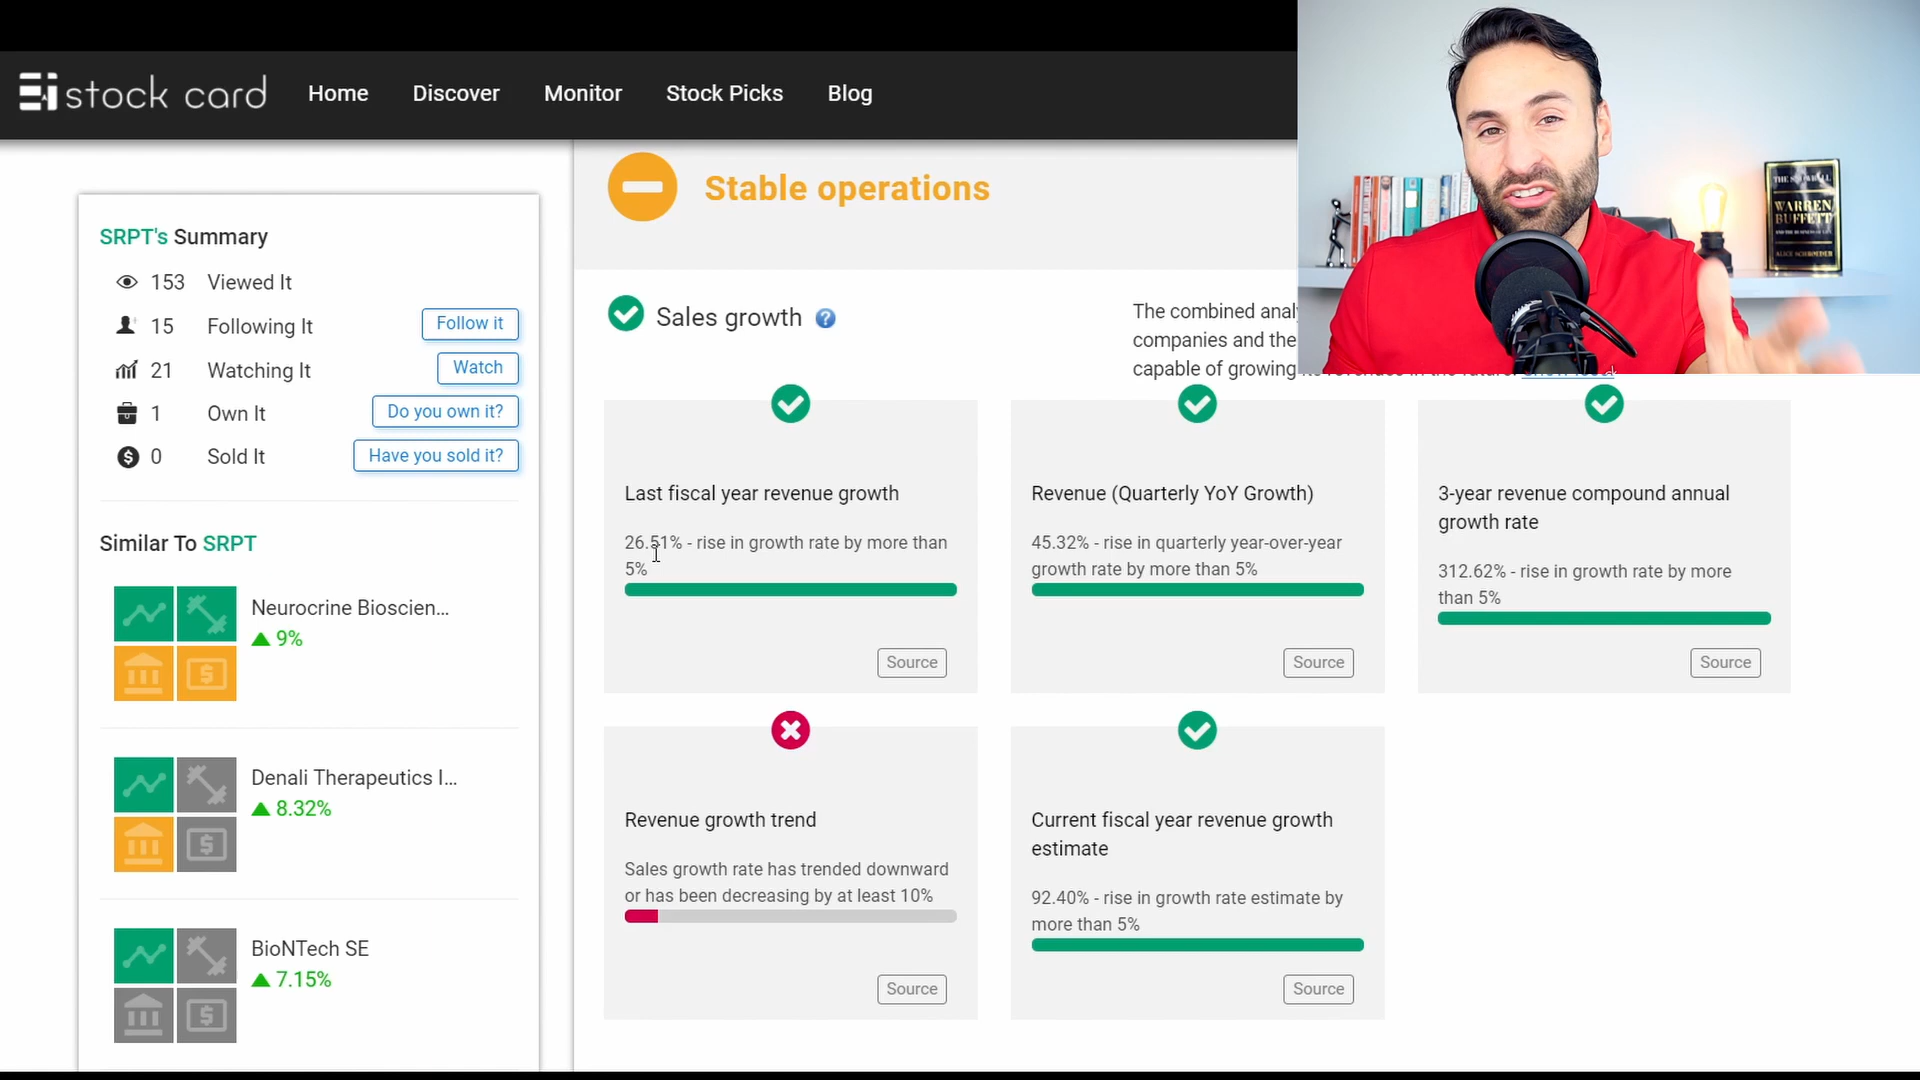 stock card
Home
Discover
Monitor
Stock Picks
Blog
Stable operations
SRPT's Summary
153 Viewed It
15 Following It
Follow it
21 Watching It
Watch
1 Own It
Do you own it?
0 Sold It
Have you sold it?
Similar To SRPT
Neurocrine Bioscien...
9%
Denali Therapeutics I...
8.32%
BioNTech SE
7.15%
Sales growth ?
The combined
companies and the
capable of growing
Last fiscal year revenue growth
26.51% - rise in growth rate by more than
5%
Source
Revenue (Quarterly YoY Growth)
45.32% - rise in quarterly year-over-year
growth rate by more than 5%
Source
3-year revenue compound annual
growth rate
312.62% - rise in growth rate by more
than 5%
Source
Revenue growth trend
Sales growth rate has trended downward
or has been decreasing by at least 10%
Source
Current fiscal year revenue growth
estimate
92.40% - rise in growth rate estimate by
more than 5%
Source
WARREN
BUFFETT
ALICE SCHROEDER